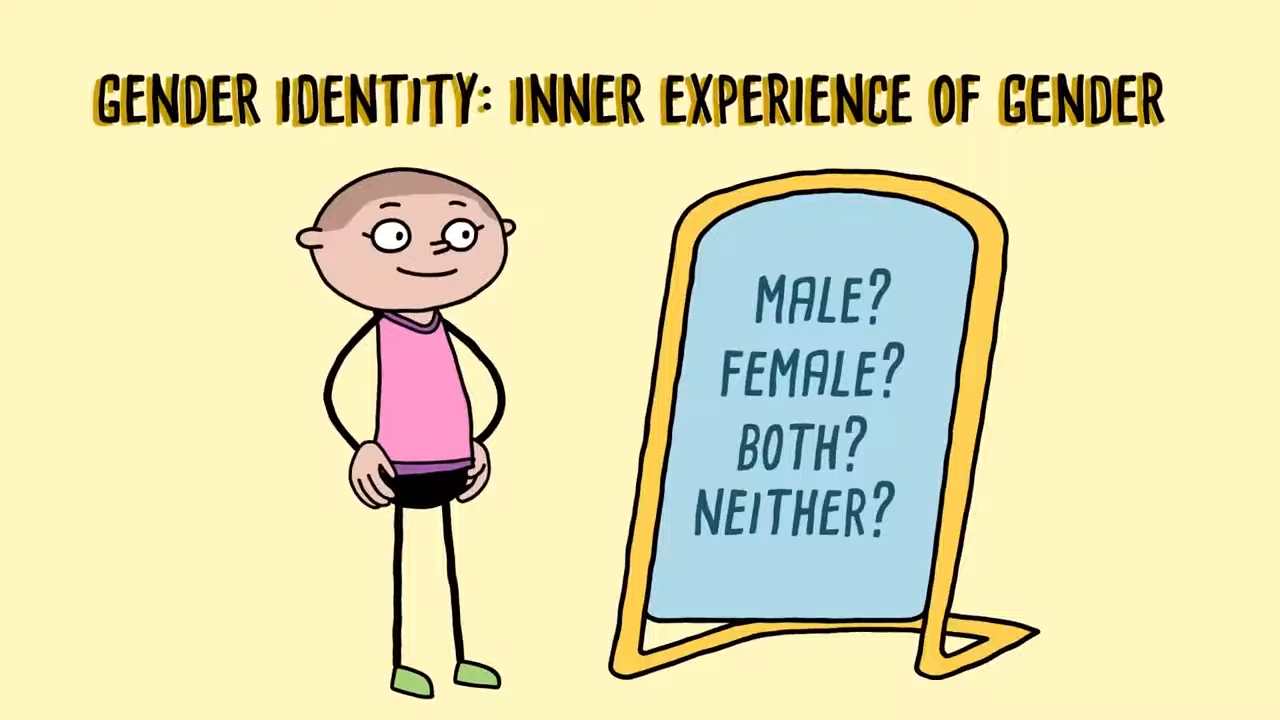 GENDER IDENTITY: INNER EXPERIENCE OF GENDER
MALE?
FEMALE?
BOTH?
NEITHER?